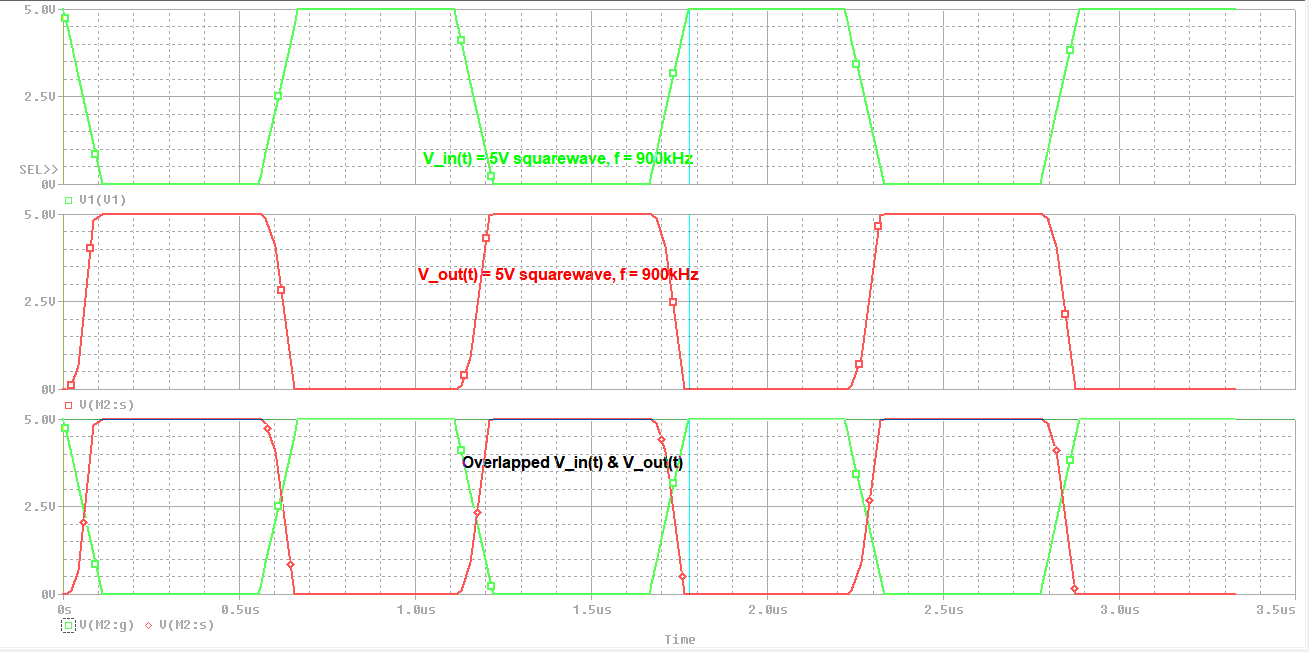 5.0V
2.5V
V_in(t) = 5V squarewave, f = 900kHz
SEL>>
0V
V1(V1)
5.0V
V_out(t) = 5V squarewave, f = 900kHz
2.5V
0V
V(M2:s)
5.0V
Overlapped V_in(t) & V_out(t)
2.5V
0V
0s 0.5us 1.0us 1.5us 2.0us 2.5us 3.0us 3.5us
V(M2:g) V(M2:s)
Time